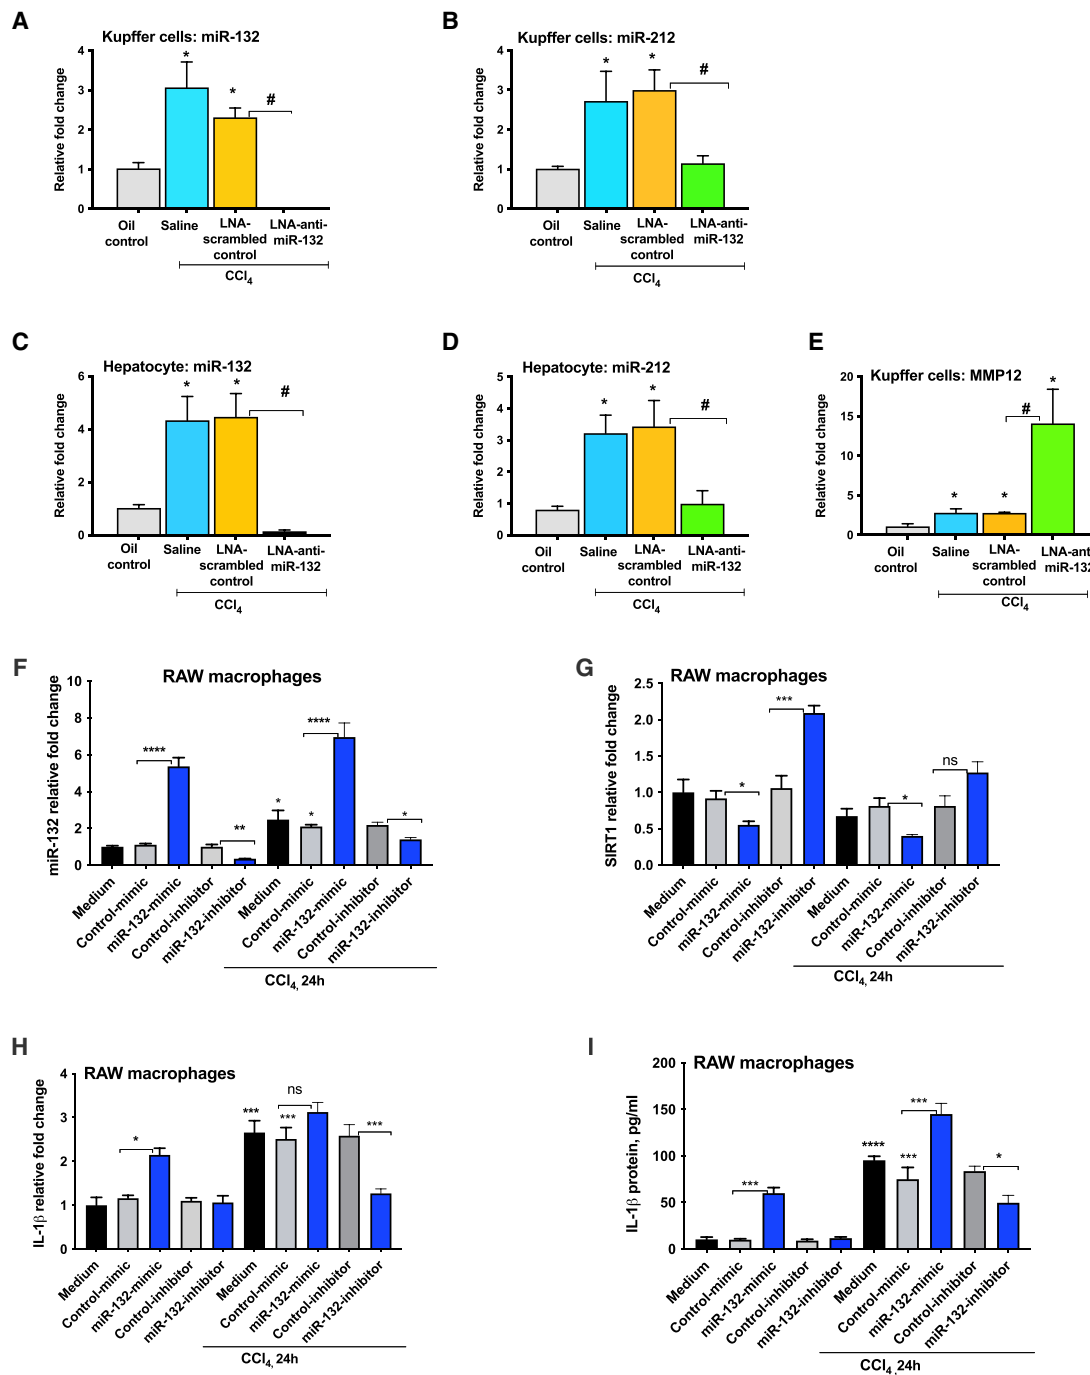 A
Kupffer cells: miR-132
Relative fold change
4
3
2
1
0
*
*
#
Oil control
Saline
LNA-scrambled control
LNA-anti-miR-132
CCl4
B
Kupffer cells: miR-212
Relative fold change
4
3
2
1
0
*
*
#
Oil control
Saline
LNA-scrambled control
LNA-anti-miR-132
CCl4
C
Hepatocyte: miR-132
Relative fold change
6
4
2
0
*
*
#
Oil control
Saline
LNA-scrambled control
LNA-anti-miR-132
CCl4
D
Hepatocyte: miR-212
Relative fold change
5
4
3
2
1
0
*
*
#
Oil control
Saline
LNA-scrambled control
LNA-anti-miR-132
CCl4
E
Kupffer cells: MMP12
Relative fold change
20
15
10
5
0
*
*
#
*
Oil control
Saline
LNA-scrambled control
LNA-anti-miR-132
CCl4
F
RAW macrophages
miR-132 relative fold change
10
8
6
4
2
0
****
**
*
*
****
*
Medium
Control-mimic
miR-132-mimic
Control-inhibitor
miR-132-inhibitor
Medium
Control-mimic
miR-132-mimic
Control-inhibitor
miR-132-inhibitor
CCl4, 24h
G
RAW macrophages
SIRT1 relative fold change
2.5
2.0
1.5
1.0
0.5
0.0
*
***
*
ns
Medium
Control-mimic
miR-132-mimic
Control-inhibitor
miR-132-inhibitor
Medium
Control-mimic
miR-132-mimic
Control-inhibitor
miR-132-inhibitor
CCl4, 24h
H
RAW macrophages
IL-1β relative fold change
4
3
2
1
0
*
***
***
ns
***
Medium
Control-mimic
miR-132-mimic
Control-inhibitor
miR-132-inhibitor
Medium
Control-mimic
miR-132-mimic
Control-inhibitor
miR-132-inhibitor
CCl4, 24h
I
RAW macrophages
IL-1β protein, pg/ml
200
150
100
50
0
***
****
***
***
*
Medium
Control-mimic
miR-132-mimic
Control-inhibitor
miR-132-inhibitor
Medium
Control-mimic
miR-132-mimic
Control-inhibitor
miR-132-inhibitor
CCl4, 24h